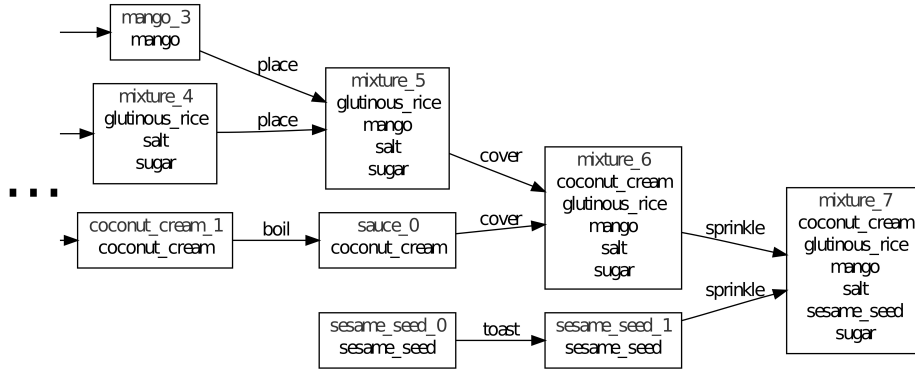 mango_3
mango
place
mixture_4
glutinous_rice
salt
sugar
place
mixture_5
glutinous_rice
mango
salt
sugar
...
coconut_cream_1
coconut_cream
boil
sauce_0
coconut_cream
cover
cover
mixture_6
coconut_cream
glutinous_rice
mango
salt
sugar
sesame_seed_0
sesame_seed
toast
sesame_seed_1
sesame_seed
sprinkle
sprinkle
mixture_7
coconut_cream
glutinous_rice
mango
salt
sesame_seed
sugar